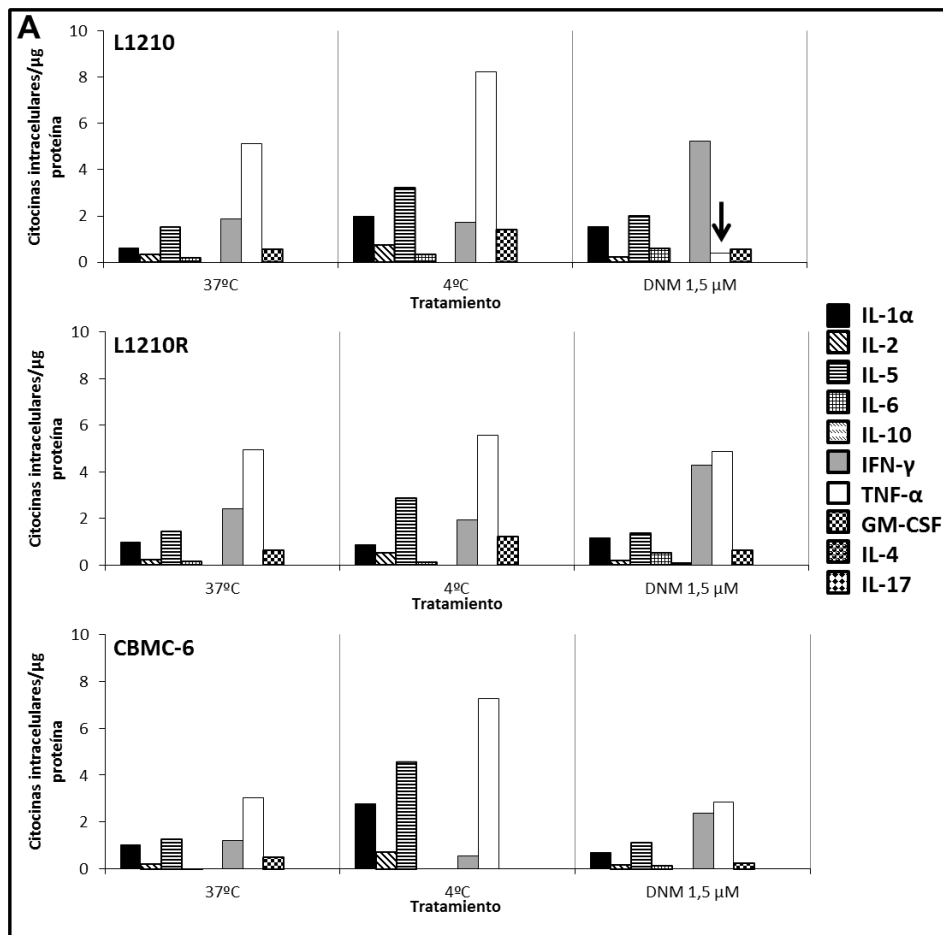 A
L1210
Citocinas intracelulares/µg
proteína
10
8
6
4
2
0
37ºC
4ºC
DNM 1,5 µM
Tratamiento
L1210R
Citocinas intracelulares/µg
proteína
10
8
6
4
2
0
37ºC
4ºC
DNM 1,5 µM
Tratamiento
CBMC-6
Citocinas intracelulares/µg
proteína
10
8
6
4
2
0
37ºC
4ºC
DNM 1,5 µM
Tratamiento
IL-1α
IL-2
IL-5
IL-6
IL-10
IFN-γ
TNF-α
GM-CSF
IL-4
IL-17